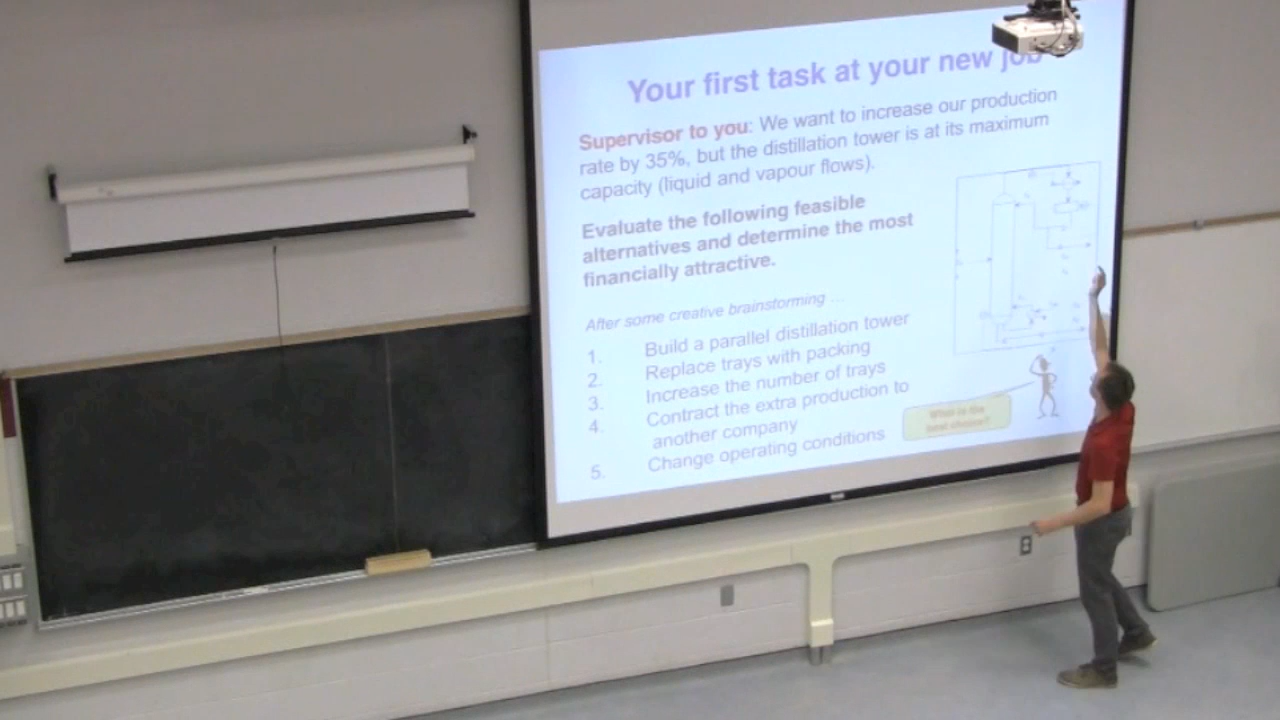 Your first task at your new job
Supervisor to you: We want to increase our production
rate by 35%, but the distillation tower is at its maximum
capacity (liquid and vapour flows).
Evaluate the following feasible
alternatives and determine the most
financially attractive.
After some creative brainstorming ...
1. Build a parallel distillation tower
2. Replace trays with packing
3. Increase the number of trays
4. Contract the extra production to
another company
5. Change operating conditions
What is the
best choice?